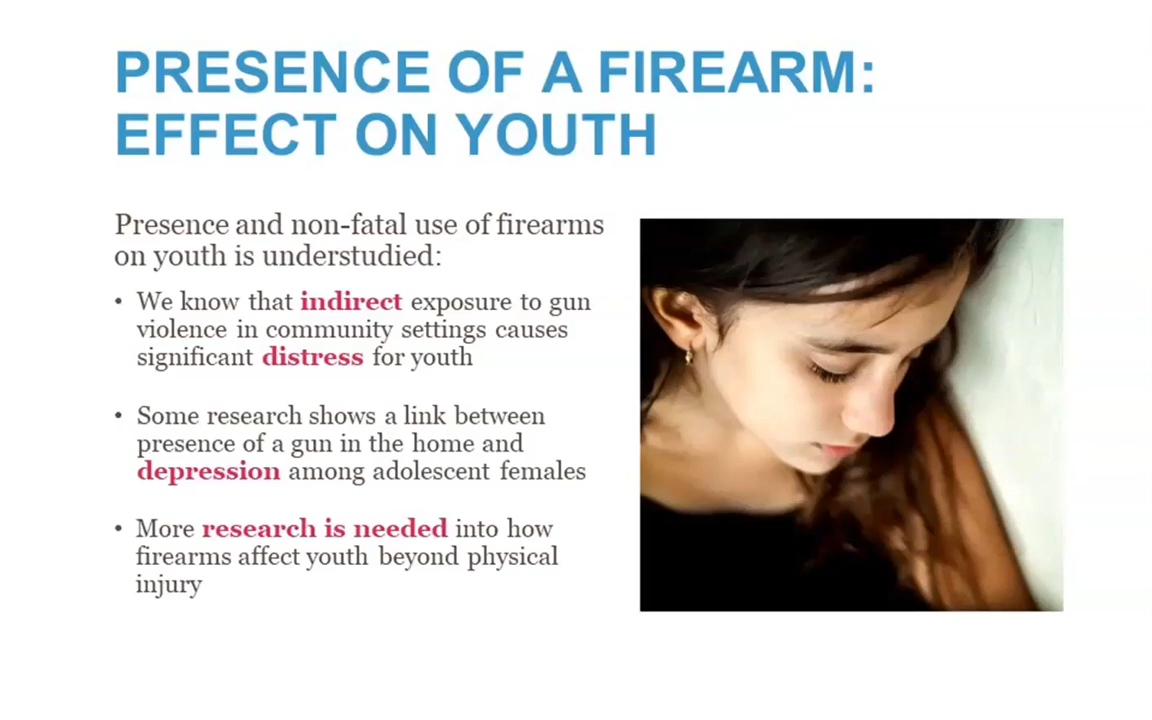 PRESENCE OF A FIREARM:
EFFECT ON YOUTH
Presence and non-fatal use of firearms
on youth is understudied:
• We know that indirect exposure to gun
violence in community settings causes
significant distress for youth
• Some research shows a link between
presence of a gun in the home and
depression among adolescent females
• More research is needed into how
firearms affect youth beyond physical
injury